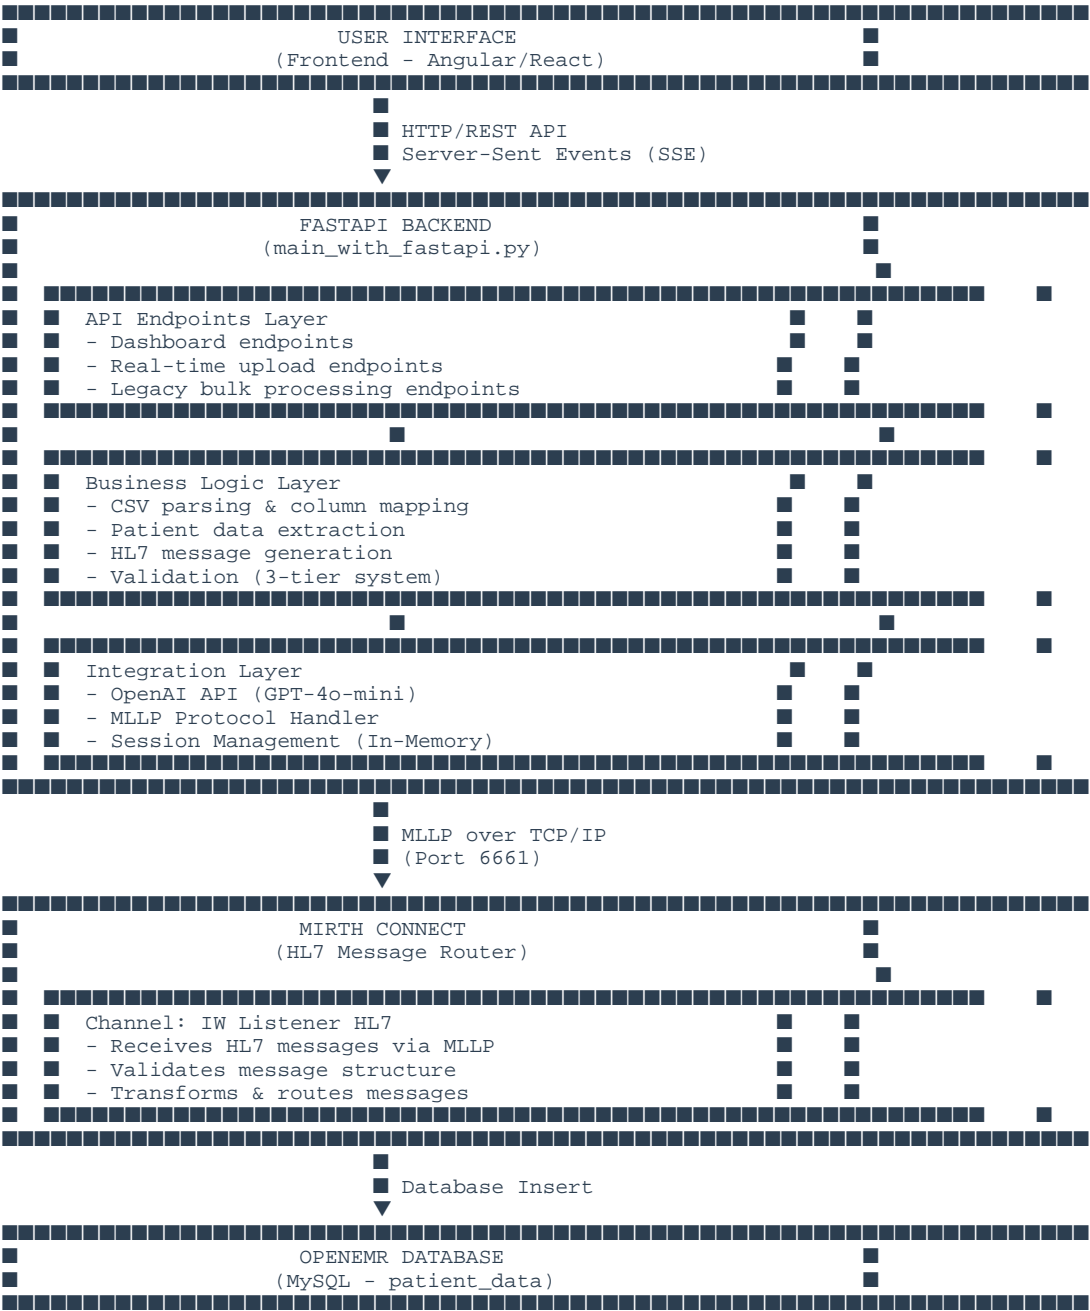 USER INTERFACE
(Frontend - Angular/React)
HTTP/REST API
Server-Sent Events (SSE)
FASTAPI BACKEND
(main_with_fastapi.py)
API Endpoints Layer
- Dashboard endpoints
- Real-time upload endpoints
- Legacy bulk processing endpoints
Business Logic Layer
- CSV parsing & column mapping
- Patient data extraction
- HL7 message generation
- Validation (3-tier system)
Integration Layer
- OpenAI API (GPT-4o-mini)
- MLLP Protocol Handler
- Session Management (In-Memory)
MLLP over TCP/IP
(Port 6661)
MIRTH CONNECT
(HL7 Message Router)
Channel: IW Listener HL7
- Receives HL7 messages via MLLP
- Validates message structure
- Transforms & routes messages
Database Insert
OPENEMR DATABASE
(MySQL - patient_data)